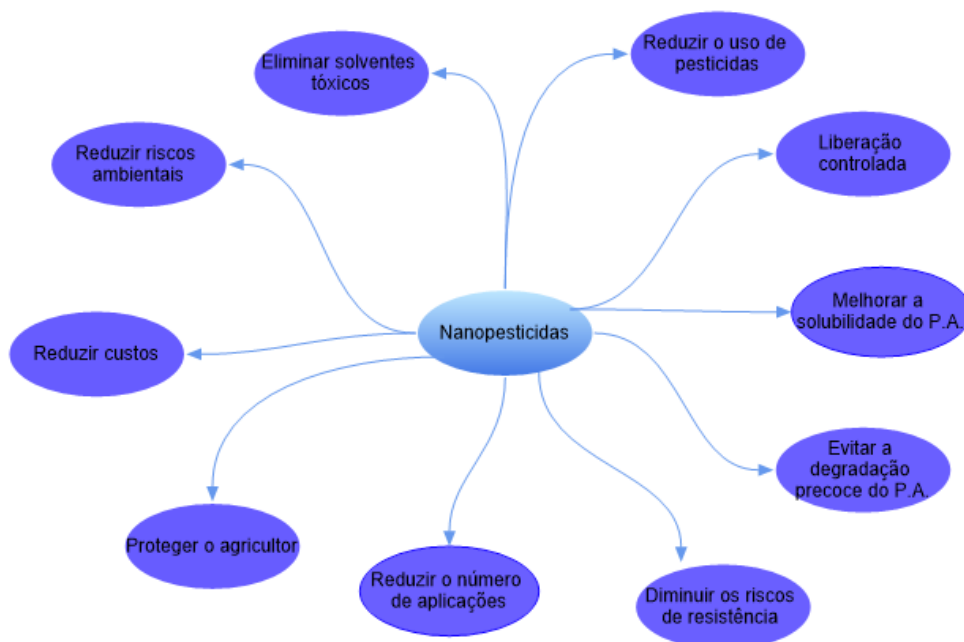 Eliminar solventes
tóxicos
Reduzir o uso de
pesticidas
Reduzir riscos
ambientais
Liberação
controlada
Nanopesticidas
Melhorar a
solubilidade do P.A.
Reduzir custos
Evitar a
degradação
precoce do P.A.
Proteger o agricultor
Reduzir o número
de aplicações
Diminuir os riscos
de resistência